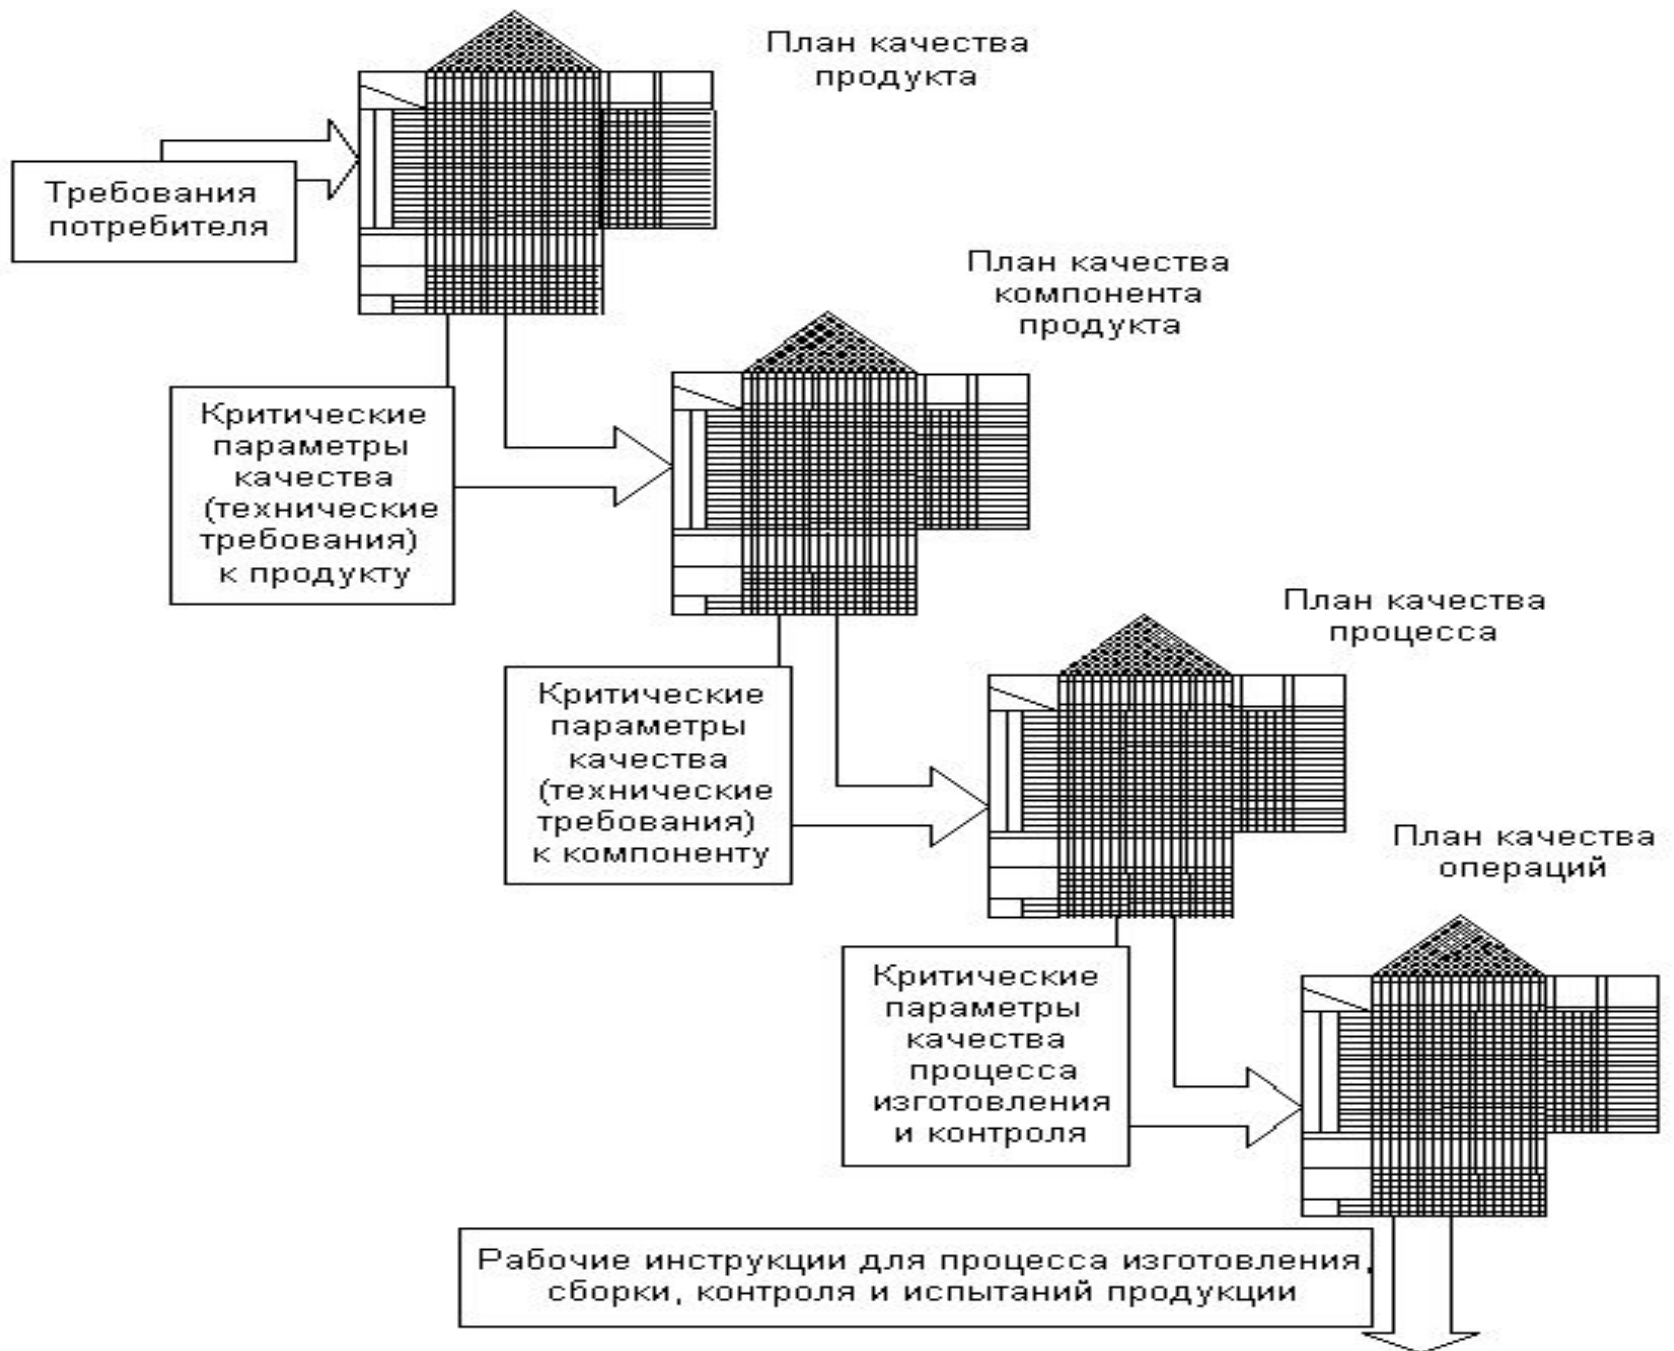 План качества
продукта
Требования
потребителя
План качества
компонента
продукта
Критические
параметры
качества
(технические
требования)
к продукту
План качества
процесса
Критические
параметры
качества
(технические
требования)
к компоненту
План качества
операций
Критические
параметры
качества
процесса
изготовления
и контроля
Рабочие инструкции для процесса изготовления,
сборки, контроля и испытаний продукции